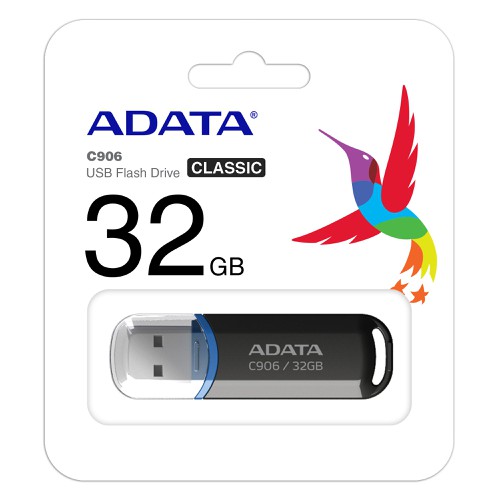 ADATA®
C906
USB Flash Drive CLASSIC
32GB
ADATA
C906 / 32GB